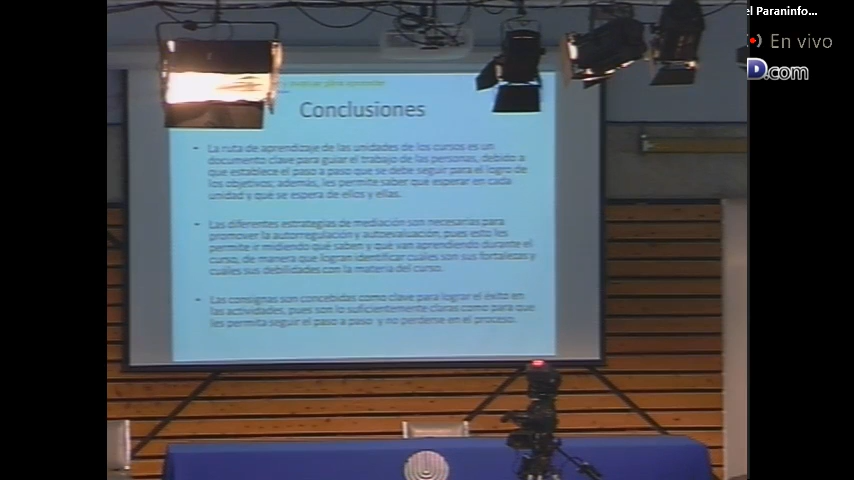 el Paraninfo...
En vivo
D.com
evaluar para aprender
Conclusiones
- La ruta de aprendizaje de las unidades de los cursos es un
documento clave para guiar el trabajo de las personas, debido a
que establece el paso a paso que se debe seguir para el logro de
los objetivos; además, les permite saber que esperar en cada
unidad y qué se espera de ellos y ellas.
- Las diferentes estrategias de mediación son necesarias para
promover la autorregulación y autoevaluación, pues esto les
permite ir midiendo qué saben y qué van aprendiendo durante el
curso, de manera que logran identificar cuáles son sus fortalezas y
cuáles sus debilidades con la materia del curso.
- Las consignas son concebidas como clave para lograr el éxito en
las actividades, pues son lo suficientemente claras como para que
les permita seguir el paso a paso y no perderse en el proceso.